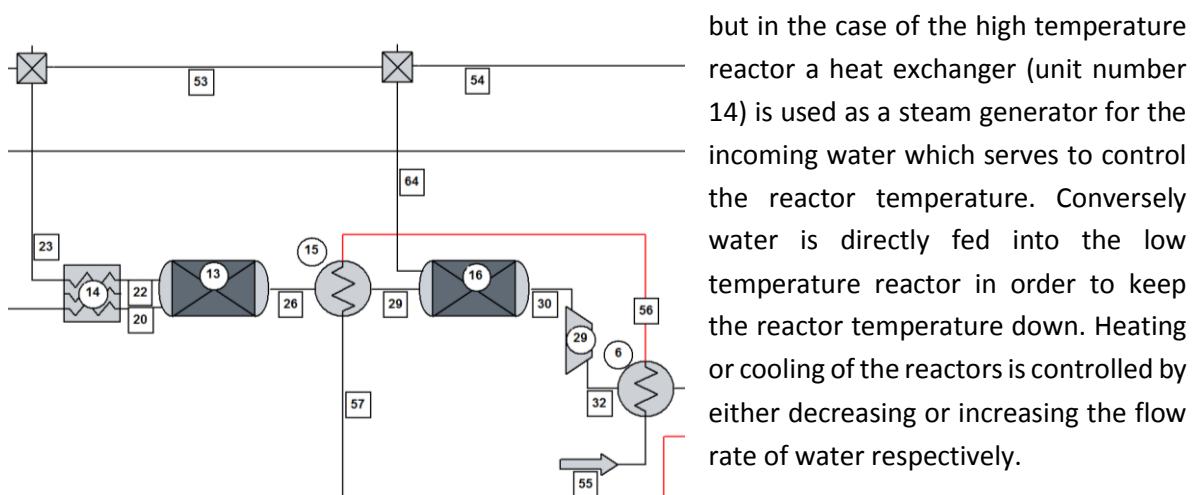 53
54
64
23
15
13
16
14
22
20
26
29
30
56
29
6
57
32
55
but in the case of the high temperature
reactor a heat exchanger (unit number
14) is used as a steam generator for the
incoming water which serves to control
the reactor temperature. Conversely
water is directly fed into the low
temperature reactor in order to keep
the reactor temperature down. Heating
or cooling of the reactors is controlled by
either decreasing or increasing the flow
rate of water respectively.